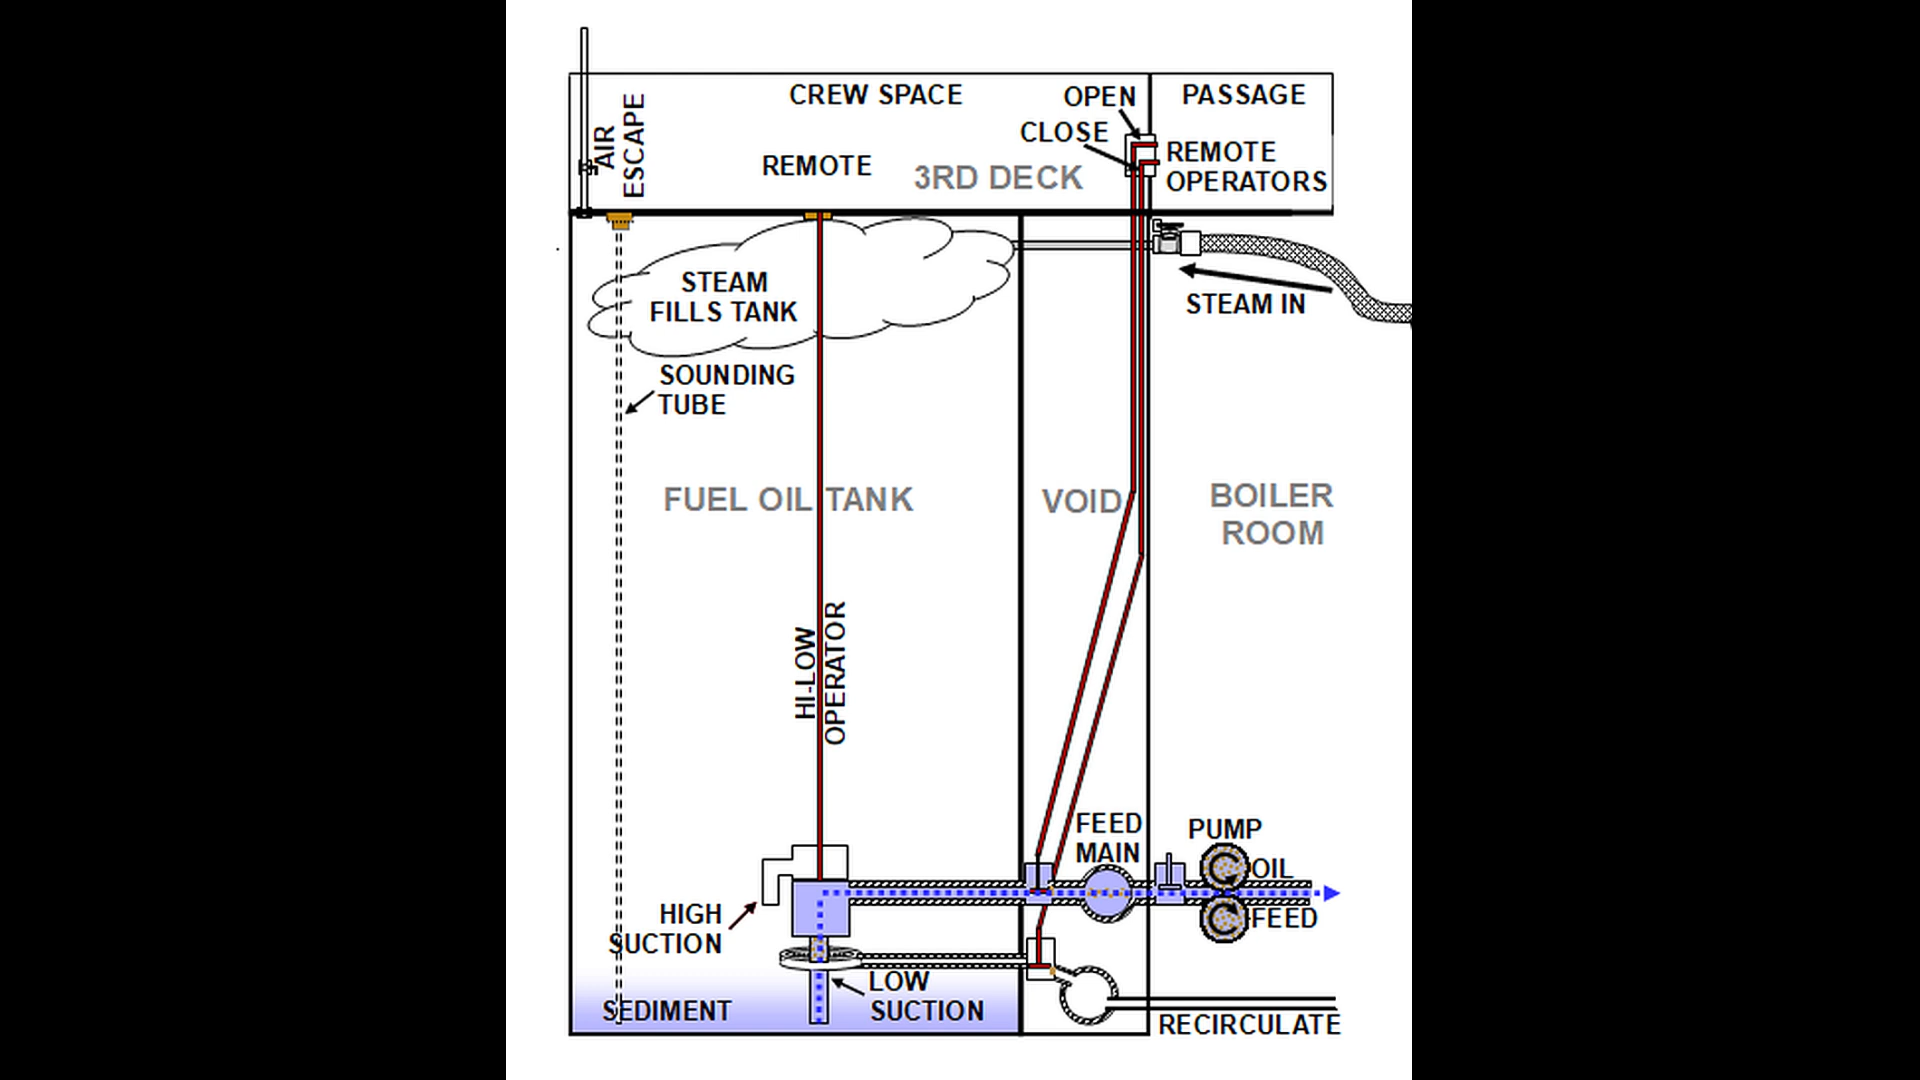 CREW SPACE
OPEN
PASSAGE
CLOSE
AIR
ESCAPE
REMOTE
3RD DECK
REMOTE
OPERATORS
STEAM
FILLS TANK
STEAM IN
SOUNDING
TUBE
FUEL OIL TANK
VOID
BOILER
ROOM
HI-LOW
OPERATOR
FEED
MAIN
PUMP
OIL
FEED
HIGH
SUCTION
LOW
SUCTION
SEDIMENT
RECIRCULATE